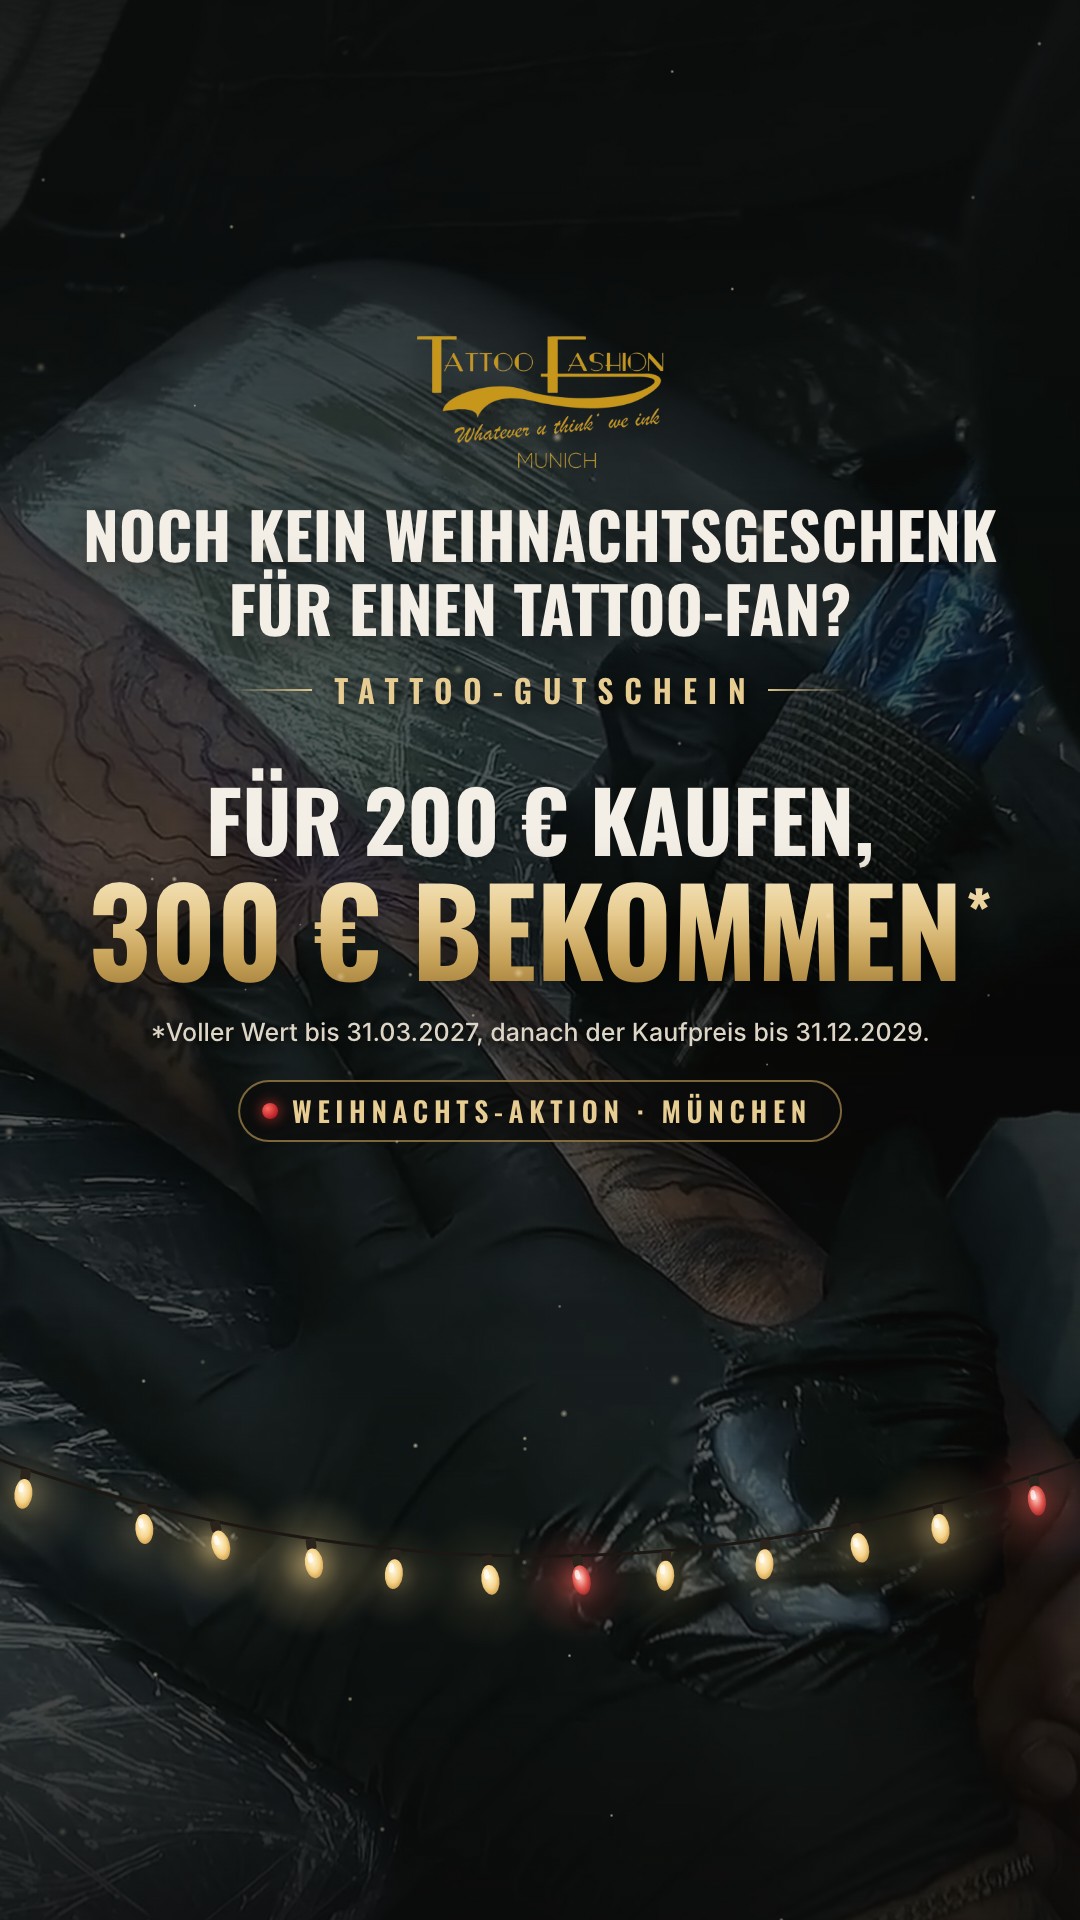 TATTOO FASHION
Whatever u think we ink
MUNICH
NOCH KEIN WEIHNACHTSGESCHENK
FÜR EINEN TATTOO-FAN?
TATTOO-GUTSCHEIN
FÜR 200 € KAUFEN,
300 € BEKOMMEN*
*Voller Wert bis 31.03.2027, danach der Kaufpreis bis 31.12.2029.
WEIHNACHTS-AKTION · MÜNCHEN